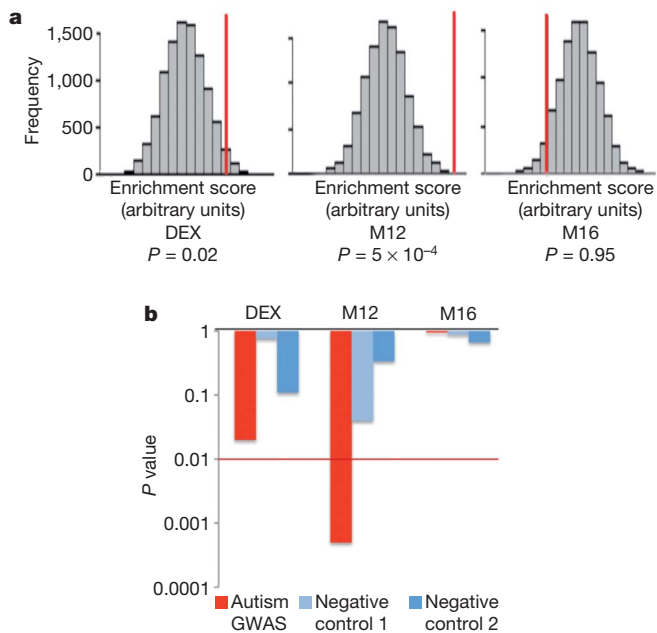 a
1,500
1,000
500
0
Frequency
Enrichment score
(arbitrary units)
DEX
P = 0.02
Enrichment score
(arbitrary units)
M12
P = 5 × 10⁻⁴
Enrichment score
(arbitrary units)
M16
P = 0.95
b
DEX M12 M16
1
0.1
0.01
0.001
0.0001
P value
Autism
GWAS
Negative
control 1
Negative
control 2